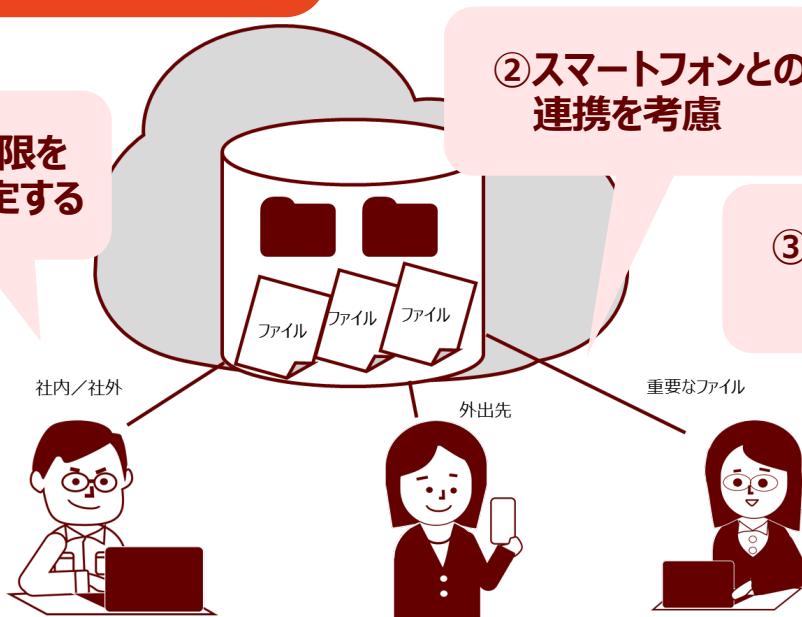 限を
定する
②スマートフォンとの
連携を考慮
③
ファイル
ファイル
ファイル
社内／社外
外出先
重要なファイル